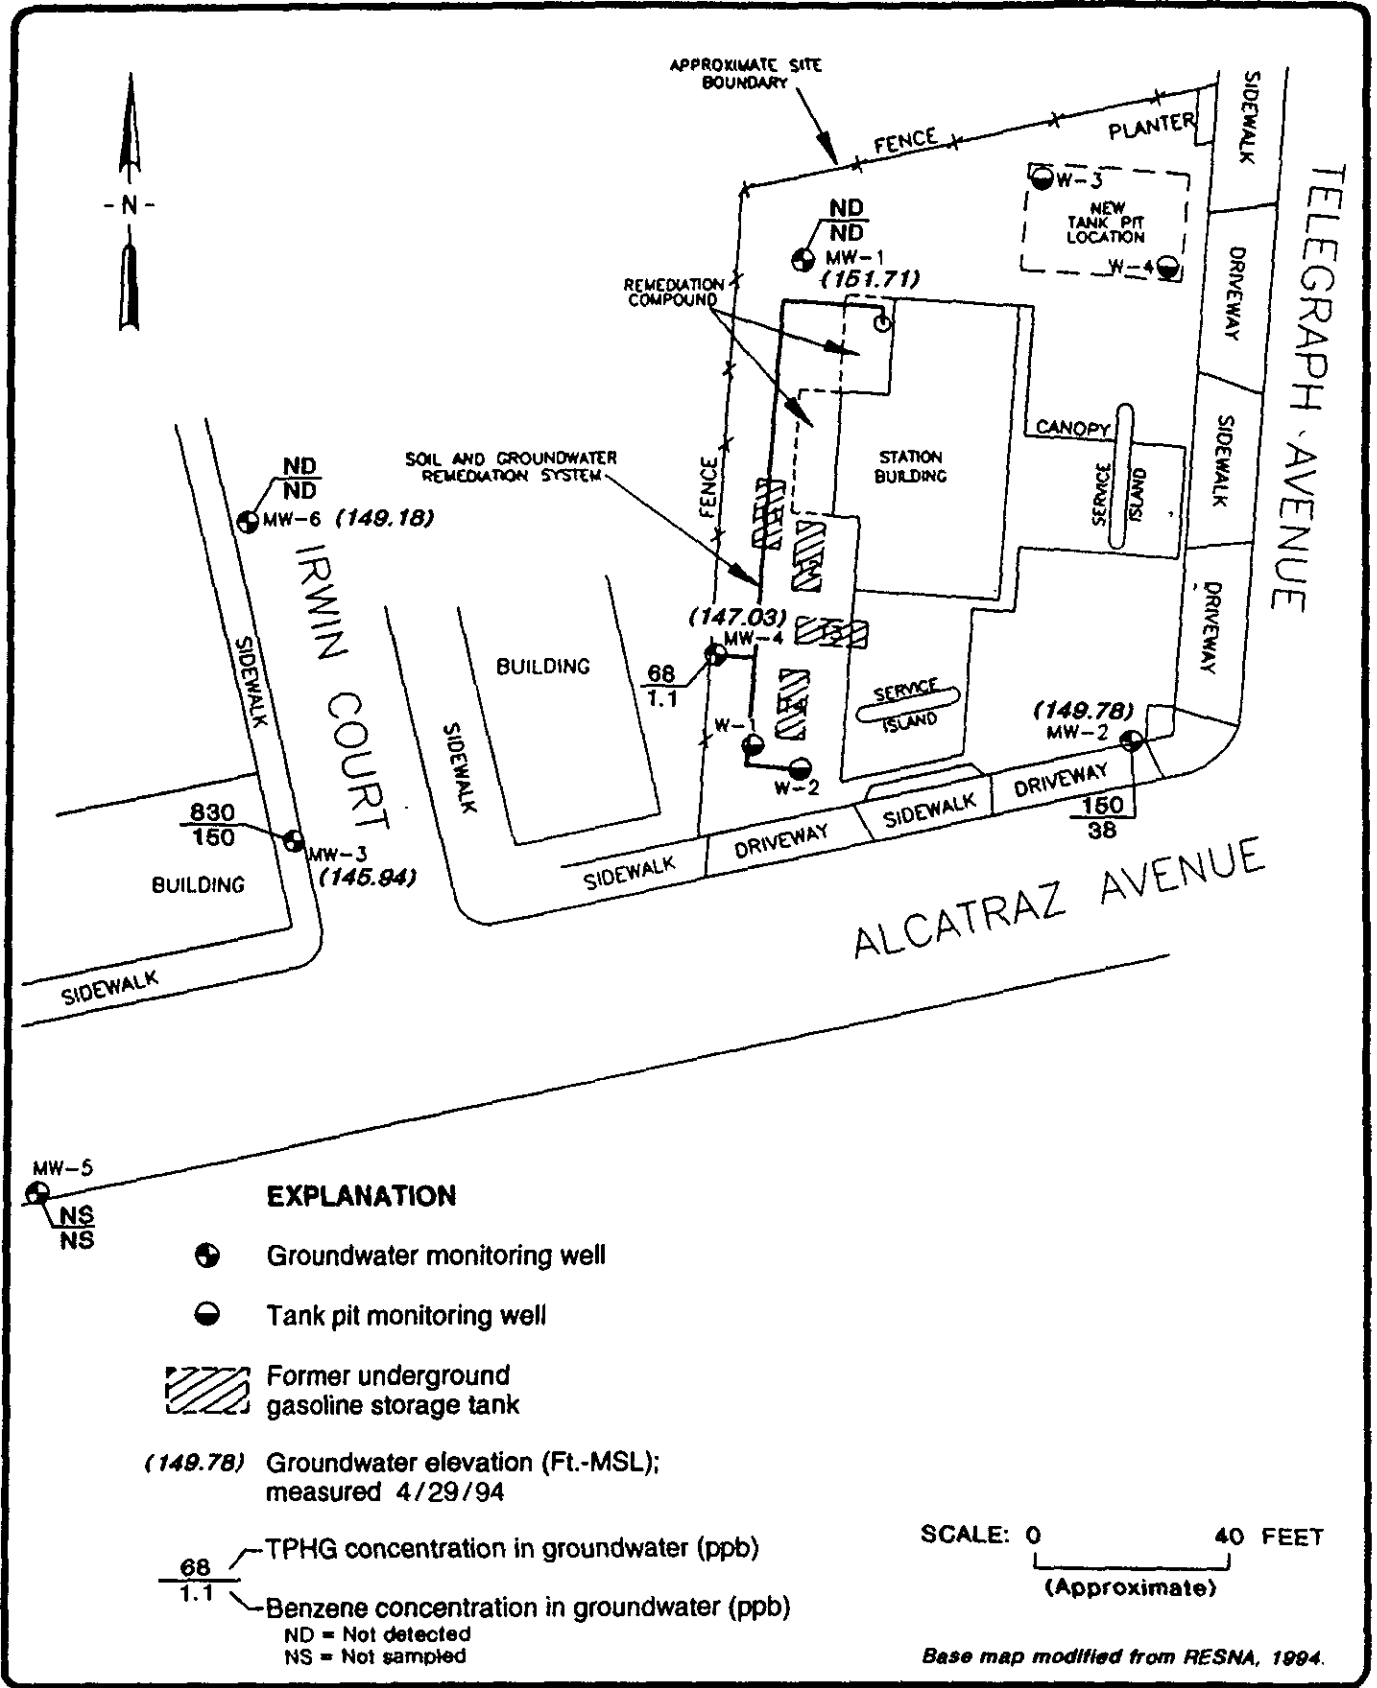 APPROXIMATE SITE
BOUNDARY
FENCE
PLANTER
SIDEWALK
TELEGRAPH AVENUE
- N -
W-3
NEW
TANK PIT
LOCATION
W-4
DRIVEWAY
ND
ND
MW-1
(151.71)
REMEDIATION
COMPOUND
CANOPY
SERVICE
ISLAND
SIDEWALK
STATION
BUILDING
SOIL AND GROUNDWATER
REMEDIATION SYSTEM
FENCE
ND
ND
MW-6 (149.18)
IRWIN COURT
SIDEWALK
BUILDING
SIDEWALK
(147.03)
MW-4
68
1.1
W-1
W-2
SERVICE
ISLAND
DRIVEWAY
(149.78)
MW-2
150
38
DRIVEWAY
SIDEWALK
DRIVEWAY
SIDEWALK
830
150
MW-3
(145.94)
BUILDING
SIDEWALK
ALCATRAZ AVENUE
MW-5
NS
NS
EXPLANATION
Groundwater monitoring well
Tank pit monitoring well
Former underground
gasoline storage tank
(149.78) Groundwater elevation (Ft.-MSL);
measured 4/29/94
68
1.1
TPHG concentration in groundwater (ppb)
Benzene concentration in groundwater (ppb)
ND = Not detected
NS = Not sampled
SCALE: 0 40 FEET
(Approximate)
Base map modified from RESNA, 1994.